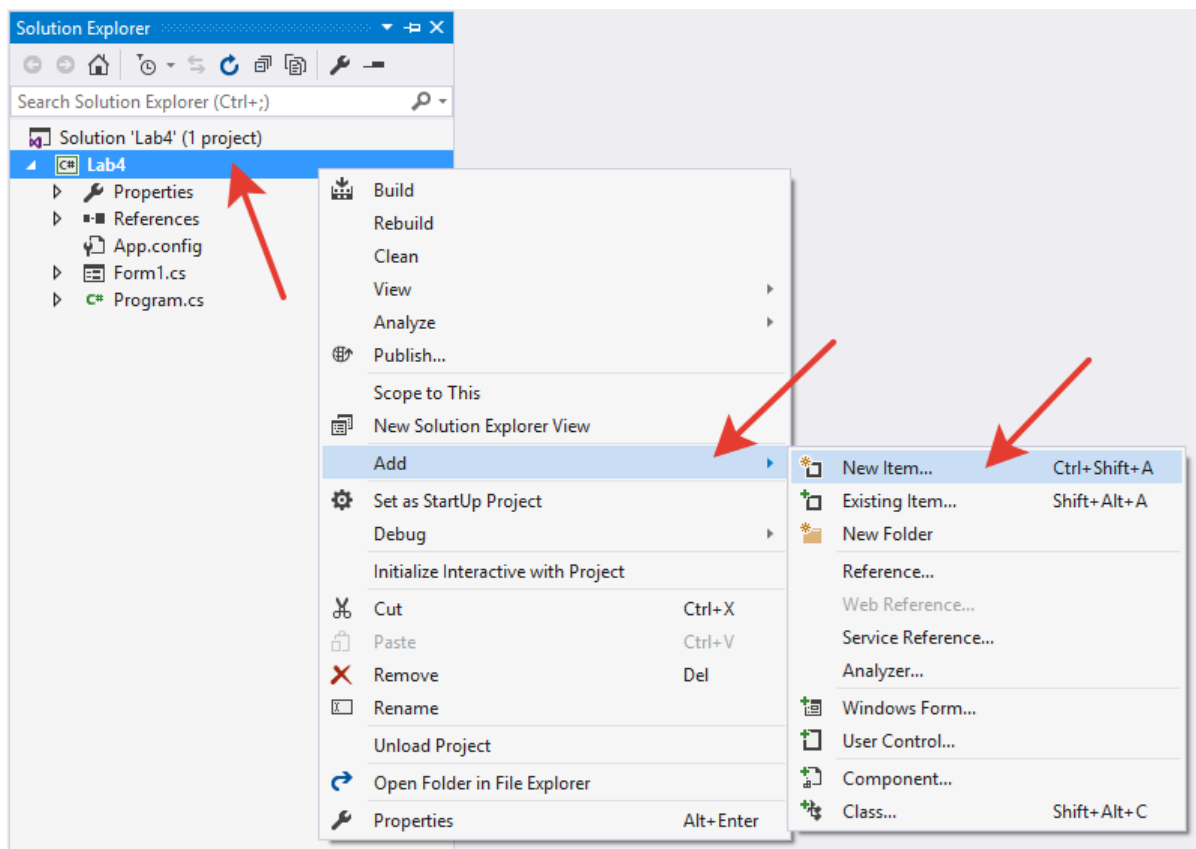 Solution Explorer
Search Solution Explorer (Ctrl+;)
Solution 'Lab4' (1 project)
C# Lab4
Properties
References
App.config
Form1.cs
C# Program.cs
Build
Rebuild
Clean
View
Analyze
Publish...
Scope to This
New Solution Explorer View
Add
Set as StartUp Project
Debug
Initialize Interactive with Project
Cut Ctrl+X
Paste Ctrl+V
Remove Del
Rename
Unload Project
Open Folder in File Explorer
Properties Alt+Enter
New Item... Ctrl+Shift+A
Existing Item... Shift+Alt+A
New Folder
Reference...
Web Reference...
Service Reference...
Analyzer...
Windows Form...
User Control...
Component...
Class... Shift+Alt+C